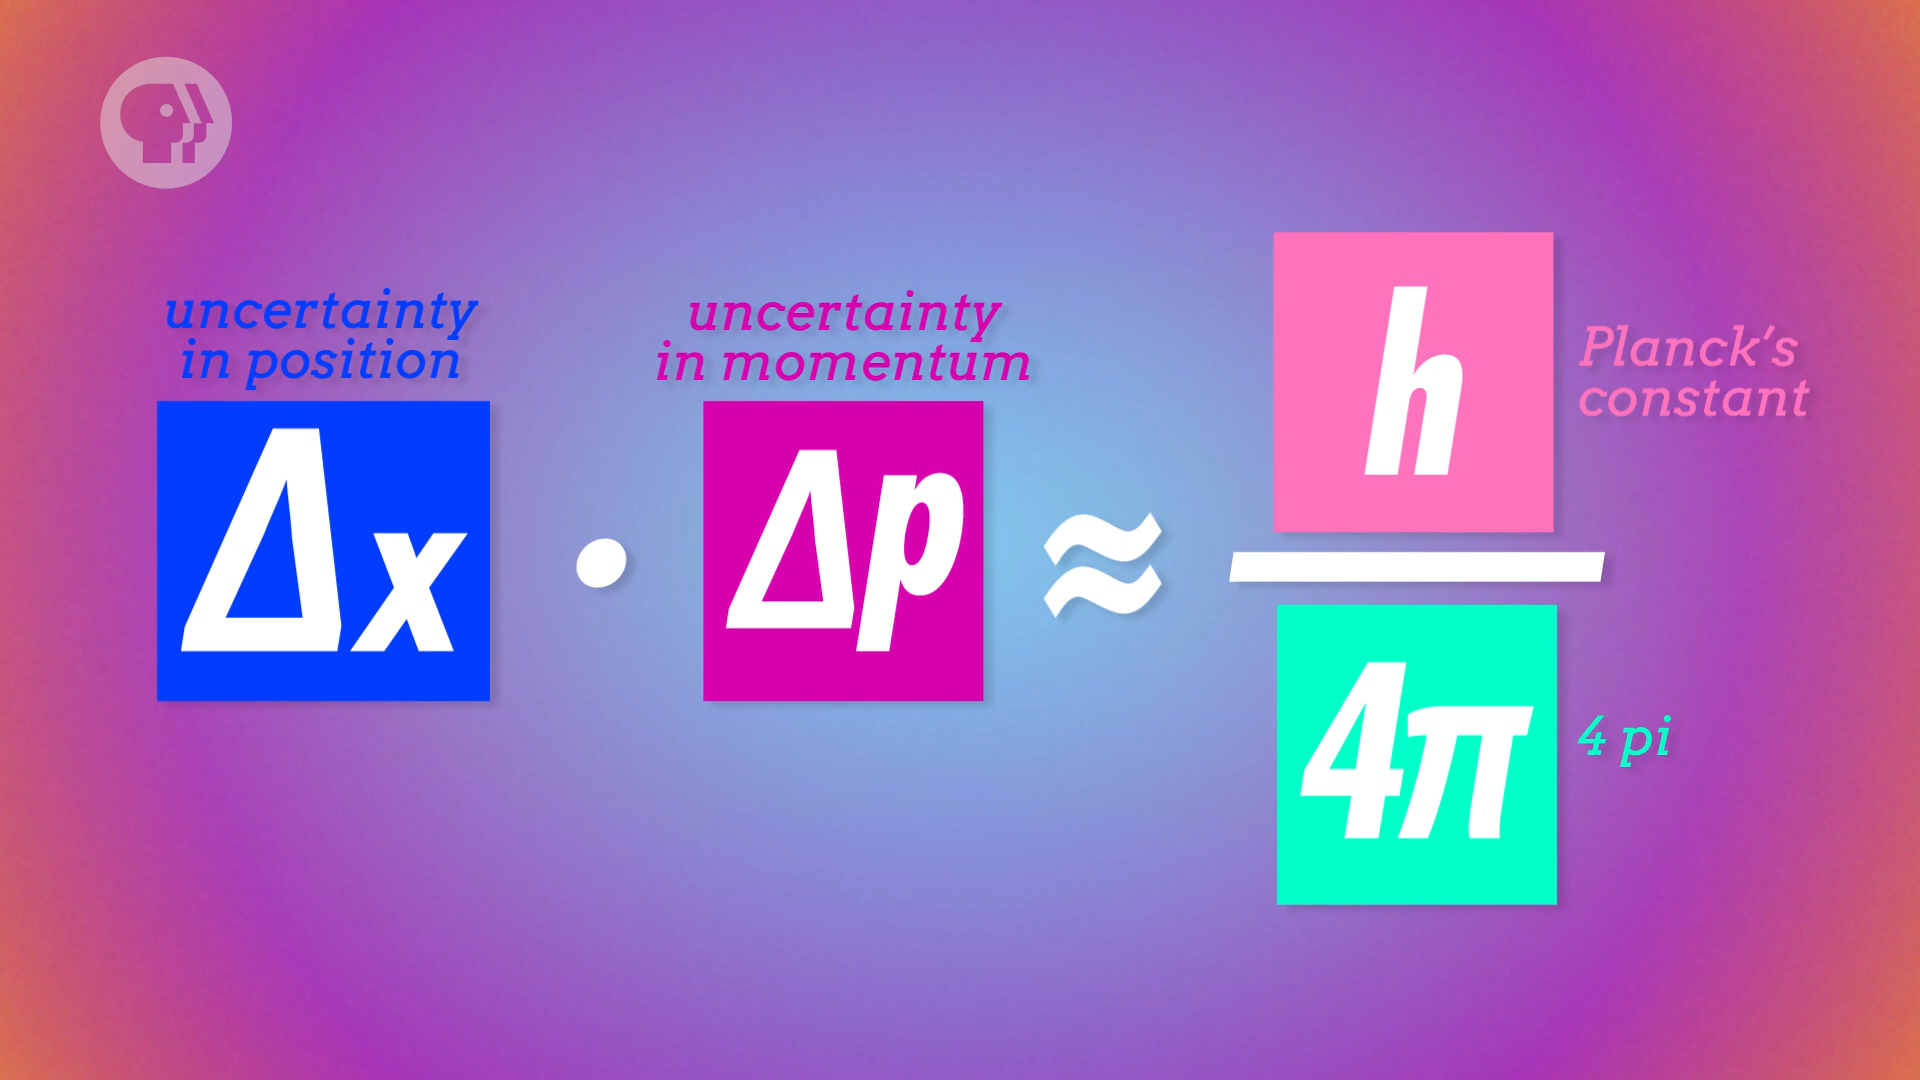 uncertainty
in position
Δx
·
uncertainty
in momentum
Δp
≈
h
Planck's
constant
4π
4 pi